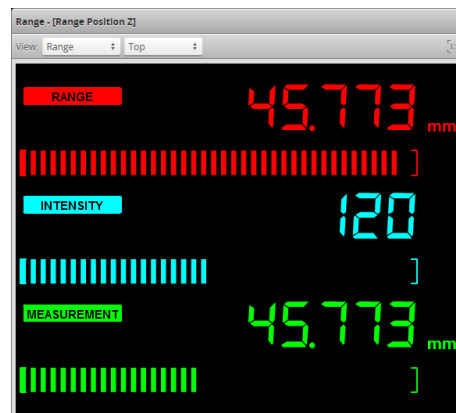 Range - [Range Position Z]
View: Range Top
RANGE
45.773 mm
INTENSITY
120
MEASUREMENT
45.773 mm